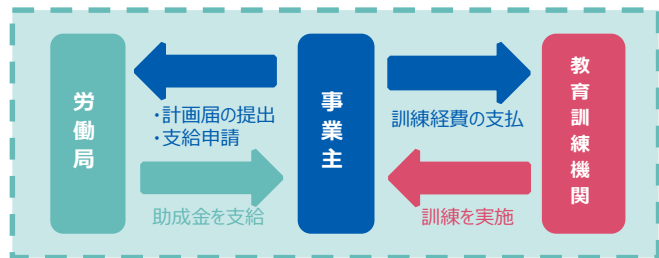 労働局
・計画届の提出
・支給申請
助成金を支給
事業主
訓練経費の支払
訓練を実施
教育訓練機関